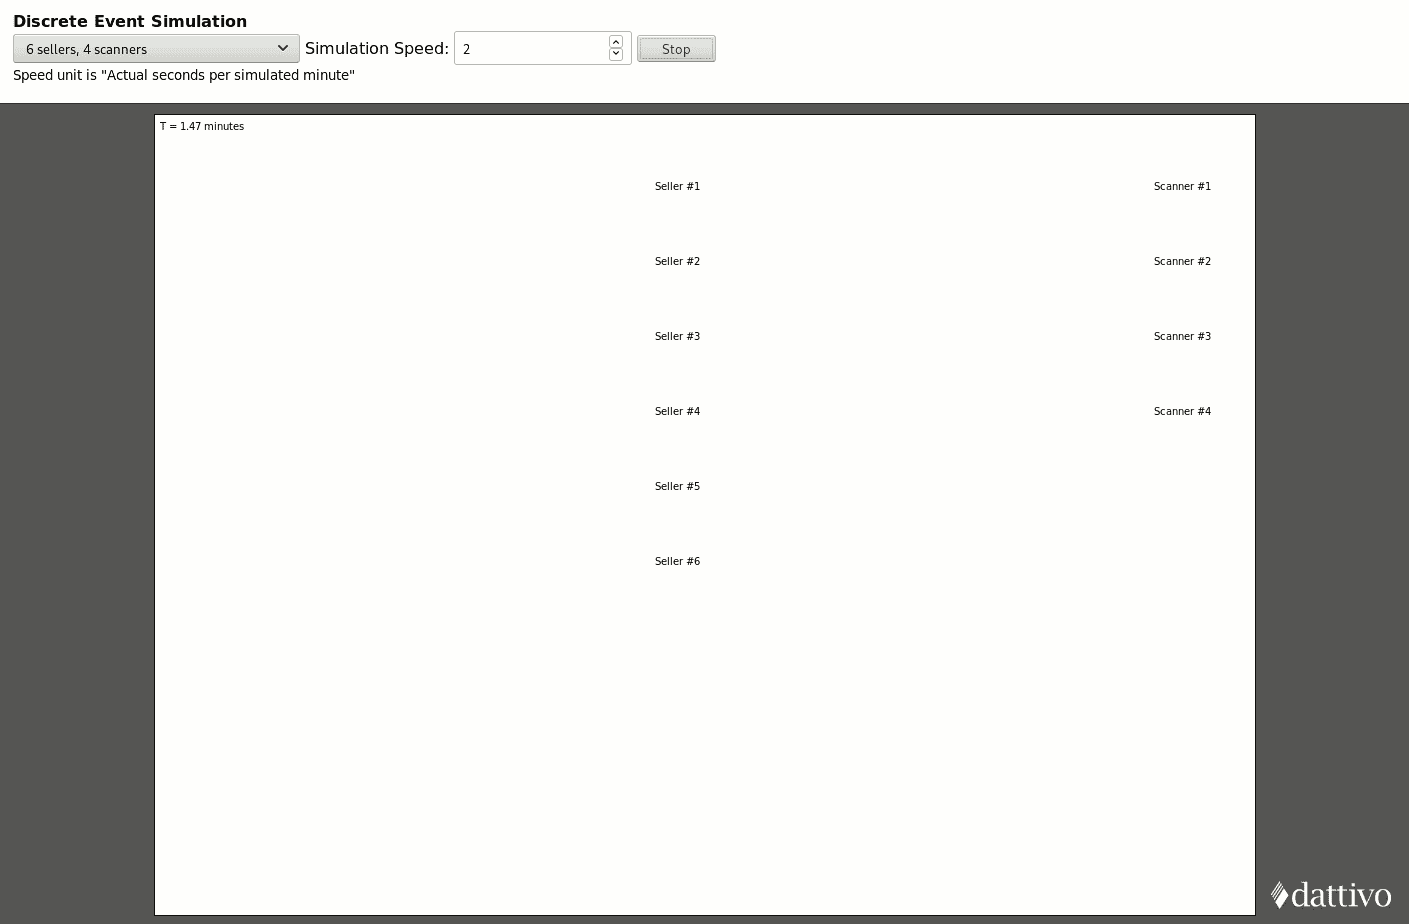 Discrete Event Simulation
6 sellers, 4 scanners Simulation Speed: 2 Stop
Speed unit is "Actual seconds per simulated minute"
T = 1.47 minutes
Seller #1 Scanner #1
Seller #2 Scanner #2
Seller #3 Scanner #3
Seller #4 Scanner #4
Seller #5
Seller #6
dattivo